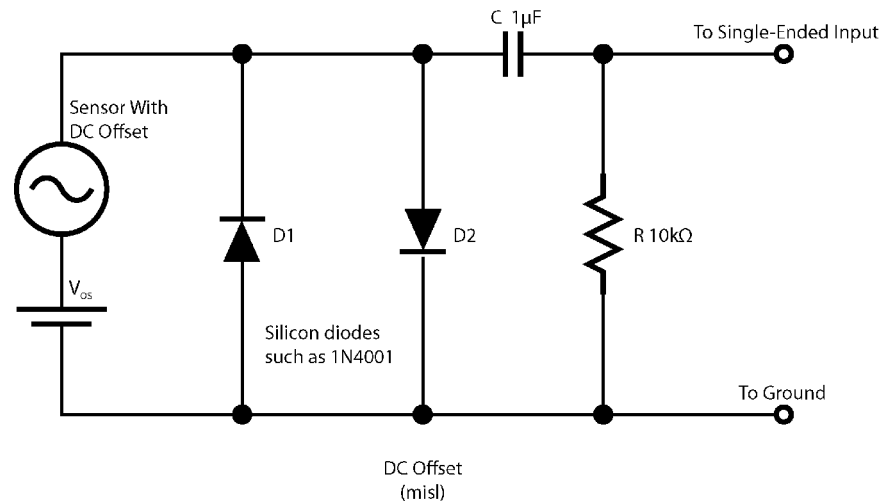 C 1µF
To Single-Ended Input
Sensor With
DC Offset
D1
D2
R 10kΩ
Vos
Silicon diodes
such as 1N4001
To Ground
DC Offset
(misl)